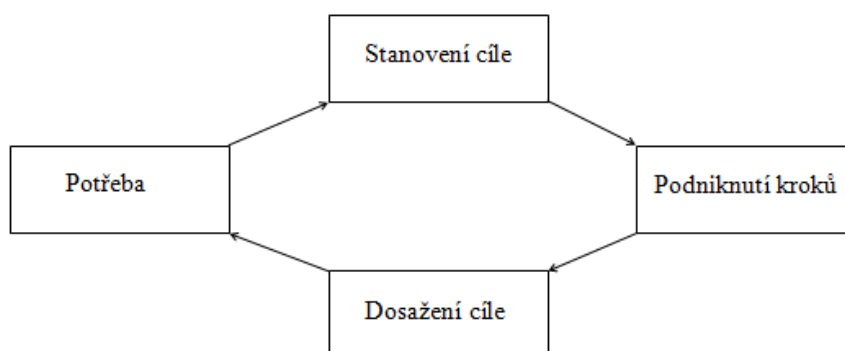 Stanovení cíle
Potřeba
Podniknutí kroků
Dosažení cíle